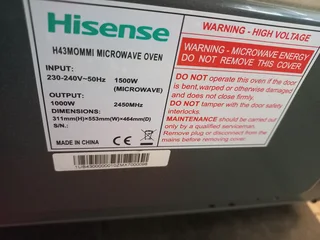 Hisense
H43MOMMI MICROWAVE OVEN
INPUT:
230-240V~50Hz 1500W
(MICROWAVE)
OUTPUT:
1000W 2450MHz
DIMENSIONS:
311mm(H)×553mm(W)×464mm(D)
S/N.:
MADE IN CHINA
WARNING - HIGH VOLTAGE
WARNING - MICROWAVE ENERGY
DO NOT REMOVE THIS COVER
DO NOT operate this oven if the door
is bent,warped or otherwise damaged
and does not close firmly.
DO NOT tamper with the door safety
interlocks.
MAINTENANCE should be carried out
only by a qualified serviceman.
Remove plug or disconnect from the
mains before removing cover.